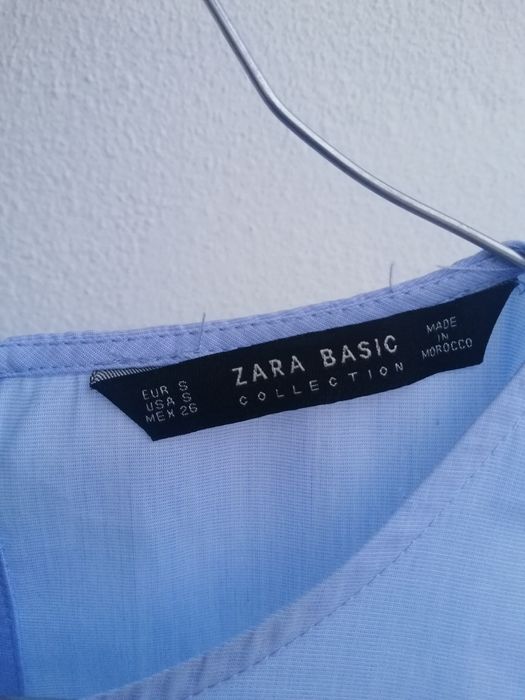 EUR S
USA S
MEX 26
ZARA BASIC
COLLECTION
MADE
IN
MOROCCO